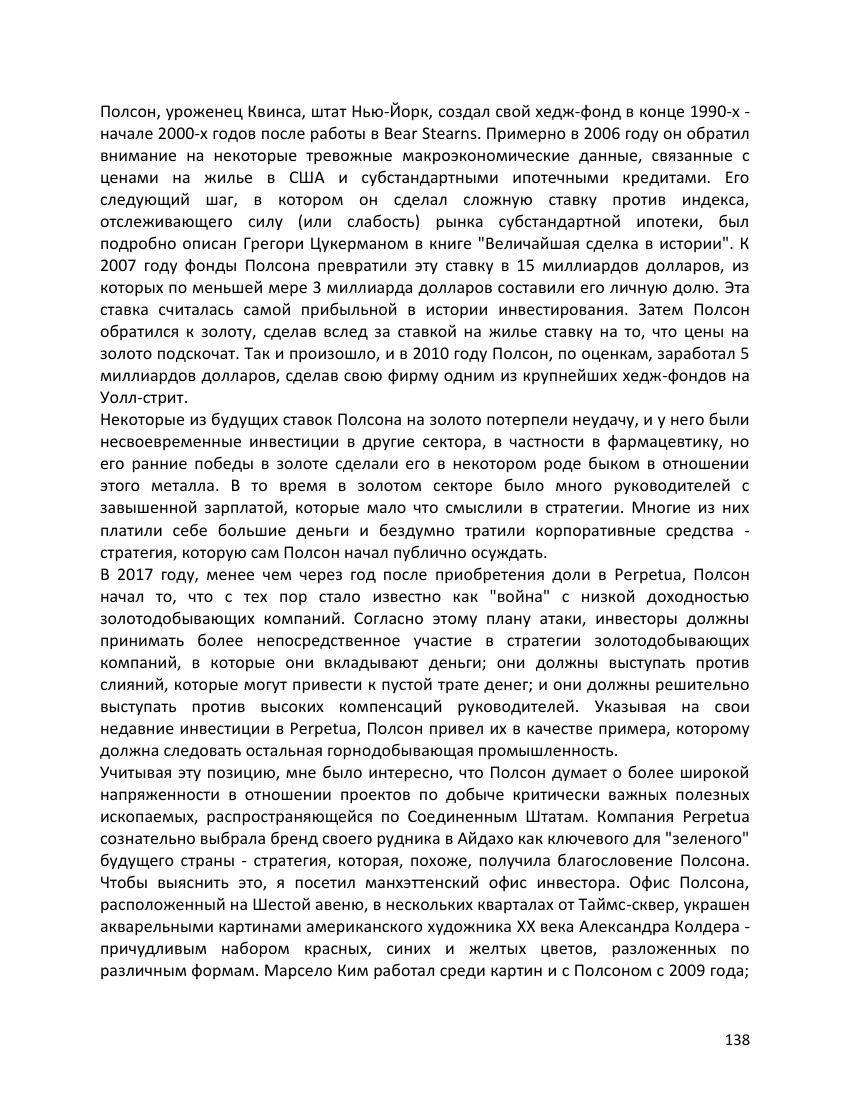 Полсон, уроженец Квинса, штат Нью-Йорк, создал свой хедж-фонд в конце 1990-х -
начале 2000-х годов после работы в Bear Stearns. Примерно в 2006 году он обратил
внимание на некоторые тревожные макроэкономические данные, связанные с
ценами на жилье в США и субстандартными ипотечными кредитами. Его
следующий шаг, в котором он сделал сложную ставку против индекса,
отслеживающего силу (или слабость) рынка субстандартной ипотеки, был
подробно описан Грегори Цукерманом в книге "Величайшая сделка в истории". К
2007 году фонды Полсона превратили эту ставку в 15 миллиардов долларов, из
которых по меньшей мере 3 миллиарда долларов составили его личную долю. Эта
ставка считалась самой прибыльной в истории инвестирования. Затем Полсон
обратился к золоту, сделав вслед за ставкой на жилье ставку на то, что цены на
золото подскочат. Так и произошло, и в 2010 году Полсон, по оценкам, заработал 5
миллиардов долларов, сделав свою фирму одним из крупнейших хедж-фондов на
Уолл-стрит.
Некоторые из будущих ставок Полсона на золото потерпели неудачу, и у него были
несвоевременные инвестиции в другие сектора, в частности в фармацевтику, но
его ранние победы в золоте сделали его в некотором роде быком в отношении
этого металла. В то время в золотом секторе было много руководителей с
завышенной зарплатой, которые мало что смыслили в стратегии. Многие из них
платили себе большие деньги и бездумно тратили корпоративные средства -
стратегия, которую сам Полсон начал публично осуждать.
В 2017 году, менее чем через год после приобретения доли в Perpetua, Полсон
начал то, что с тех пор стало известно как "война" с низкой доходностью
золотодобывающих компаний. Согласно этому плану атаки, инвесторы должны
принимать более непосредственное участие в стратегии золотодобывающих
компаний, в которые они вкладывают деньги; они должны выступать против
слияний, которые могут привести к пустой трате денег; и они должны решительно
выступать против высоких компенсаций руководителей. Указывая на свои
недавние инвестиции в Perpetua, Полсон привел их в качестве примера, которому
должна следовать остальная горнодобывающая промышленность.
Учитывая эту позицию, мне было интересно, что Полсон думает о более широкой
напряженности в отношении проектов по добыче критически важных полезных
ископаемых, распространяющейся по Соединенным Штатам. Компания Perpetua
сознательно выбрала бренд своего рудника в Айдахо как ключевого для "зеленого"
будущего страны - стратегия, которая, похоже, получила благословение Полсона.
Чтобы выяснить это, я посетил манхэттенский офис инвестора. Офис Полсона,
расположенный на Шестой авеню, в нескольких кварталах от Таймс-сквер, украшен
акварельными картинами американского художника XX века Александра Колдера -
причудливым набором красных, синих и желтых цветов, разложенных по
различным формам. Марсело Ким работал среди картин и с Полсоном с 2009 года;
138